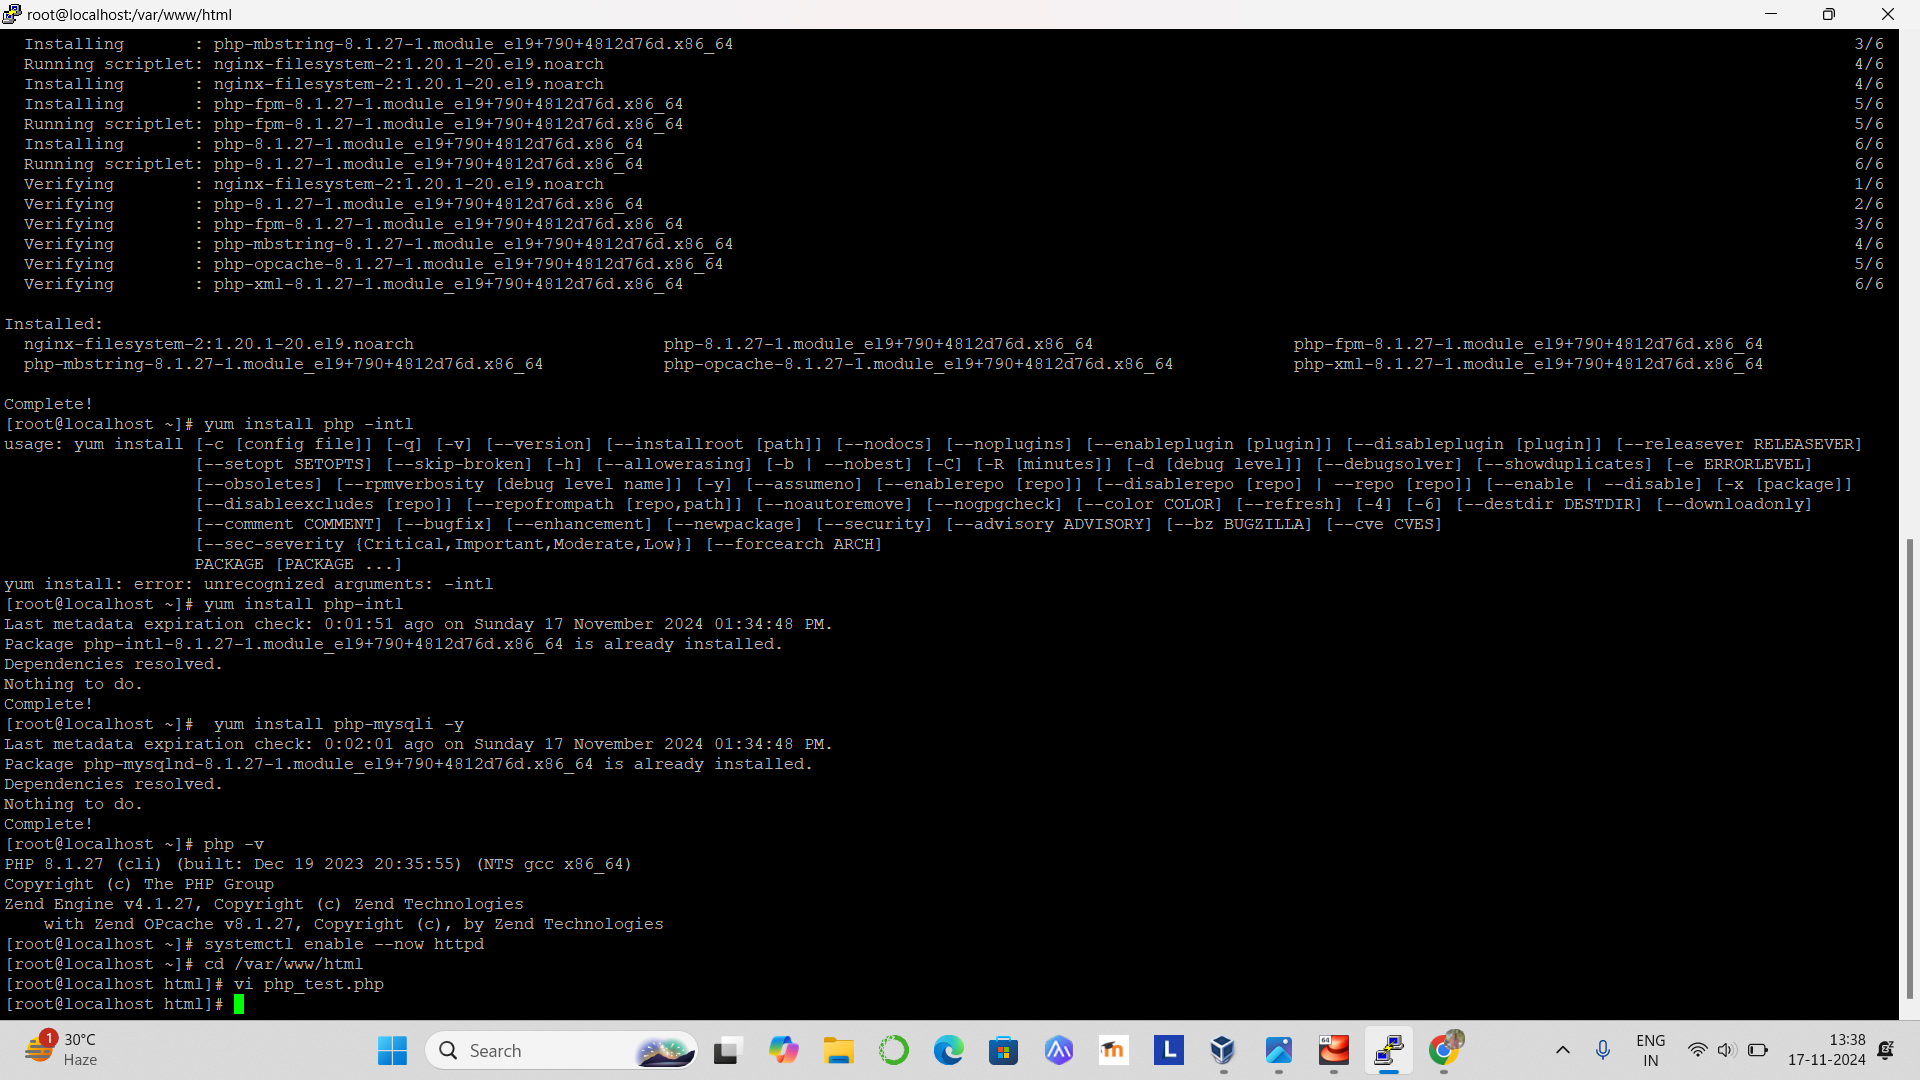 root@localhost:/var/www/html
Installing       : php-mbstring-8.1.27-1.module_el9+790+4812d76d.x86_64 3/6
Running scriptlet: nginx-filesystem-2:1.20.1-20.el9.noarch 4/6
Installing       : nginx-filesystem-2:1.20.1-20.el9.noarch 4/6
Installing       : php-fpm-8.1.27-1.module_el9+790+4812d76d.x86_64 5/6
Running scriptlet: php-fpm-8.1.27-1.module_el9+790+4812d76d.x86_64 5/6
Installing       : php-8.1.27-1.module_el9+790+4812d76d.x86_64 6/6
Running scriptlet: php-8.1.27-1.module_el9+790+4812d76d.x86_64 6/6
Verifying        : nginx-filesystem-2:1.20.1-20.el9.noarch 1/6
Verifying        : php-8.1.27-1.module_el9+790+4812d76d.x86_64 2/6
Verifying        : php-fpm-8.1.27-1.module_el9+790+4812d76d.x86_64 3/6
Verifying        : php-mbstring-8.1.27-1.module_el9+790+4812d76d.x86_64 4/6
Verifying        : php-opcache-8.1.27-1.module_el9+790+4812d76d.x86_64 5/6
Verifying        : php-xml-8.1.27-1.module_el9+790+4812d76d.x86_64 6/6
Installed:
nginx-filesystem-2:1.20.1-20.el9.noarch php-8.1.27-1.module_el9+790+4812d76d.x86_64 php-fpm-8.1.27-1.module_el9+790+4812d76d.x86_64
php-mbstring-8.1.27-1.module_el9+790+4812d76d.x86_64 php-opcache-8.1.27-1.module_el9+790+4812d76d.x86_64 php-xml-8.1.27-1.module_el9+790+4812d76d.x86_64
Complete!
[root@localhost ~]# yum install php -intl
usage: yum install [-c [config file]] [-q] [-v] [--version] [--installroot [path]] [--nodocs] [--noplugins] [--enableplugin [plugin]] [--disableplugin [plugin]] [--releasever RELEASEVER]
[--setopt SETOPTS] [--skip-broken] [-h] [--allowerasing] [-b | --nobest] [-C] [-R [minutes]] [-d [debug level]] [--debugsolver] [--showduplicates] [-e ERRORLEVEL]
[--obsoletes] [--rpmverbosity [debug level name]] [-y] [--assumeno] [--enablerepo [repo]] [--disablerepo [repo] | --repo [repo]] [--enable | --disable] [-x [package]]
[--disableexcludes [repo]] [--repofrompath [repo,path]] [--noautoremove] [--nogpgcheck] [--color COLOR] [--refresh] [-4] [-6] [--destdir DESTDIR] [--downloadonly]
[--comment COMMENT] [--bugfix] [--enhancement] [--newpackage] [--security] [--advisory ADVISORY] [--bz BUGZILLA] [--cve CVES]
[--sec-severity {Critical,Important,Moderate,Low}] [--forcearch ARCH]
PACKAGE [PACKAGE ...]
yum install: error: unrecognized arguments: -intl
[root@localhost ~]# yum install php-intl
Last metadata expiration check: 0:01:51 ago on Sunday 17 November 2024 01:34:48 PM.
Package php-intl-8.1.27-1.module_el9+790+4812d76d.x86_64 is already installed.
Dependencies resolved.
Nothing to do.
Complete!
[root@localhost ~]#  yum install php-mysqli -y
Last metadata expiration check: 0:02:01 ago on Sunday 17 November 2024 01:34:48 PM.
Package php-mysqlnd-8.1.27-1.module_el9+790+4812d76d.x86_64 is already installed.
Dependencies resolved.
Nothing to do.
Complete!
[root@localhost ~]# php -v
PHP 8.1.27 (cli) (built: Dec 19 2023 20:35:55) (NTS gcc x86_64)
Copyright (c) The PHP Group
Zend Engine v4.1.27, Copyright (c) Zend Technologies
with Zend OPcache v8.1.27, Copyright (c), by Zend Technologies
[root@localhost ~]# systemctl enable --now httpd
[root@localhost ~]# cd /var/www/html
[root@localhost html]# vi php_test.php
[root@localhost html]#
1
30°C
Haze
Search
m
L
64
ENG
IN
13:38
17-11-2024